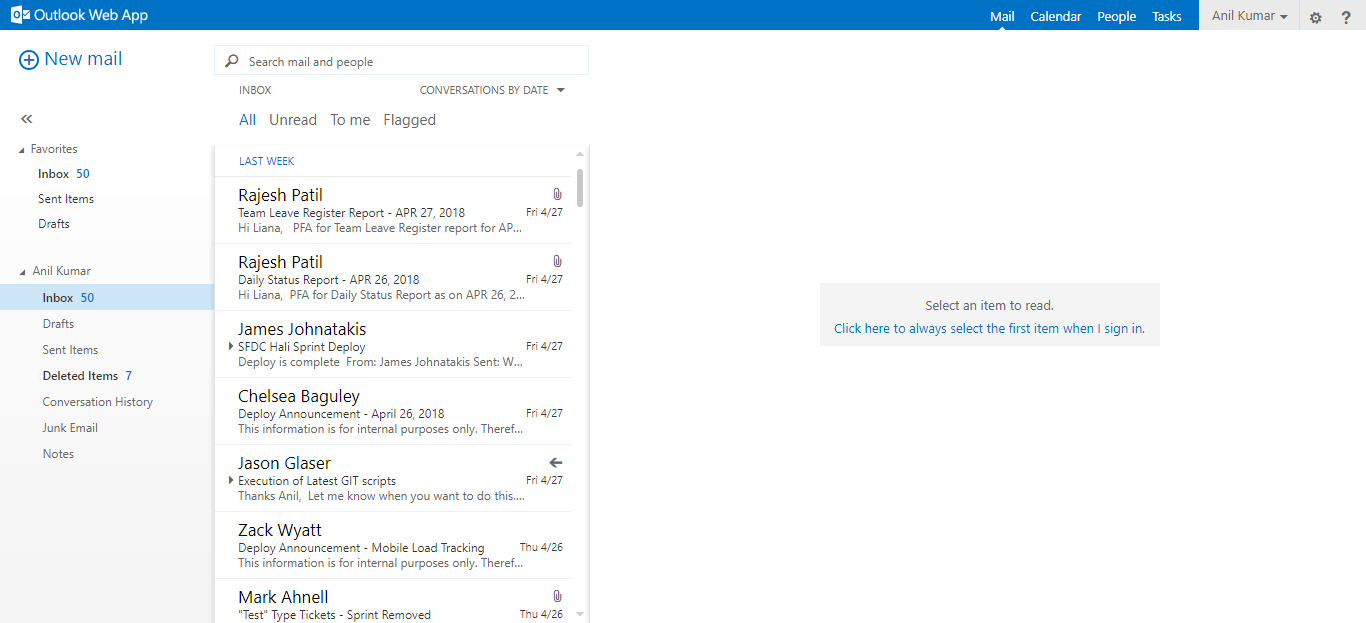 Outlook Web App
Mail Calendar People Tasks Anil Kumar
New mail
Search mail and people
INBOX CONVERSATIONS BY DATE
All Unread To me Flagged
Favorites
Inbox 50
Sent Items
Drafts
Anil Kumar
Inbox 50
Drafts
Sent Items
Deleted Items 7
Conversation History
Junk Email
Notes
LAST WEEK
Rajesh Patil
Team Leave Register Report - APR 27, 2018 Fri 4/27
Hi Liana, PFA for Team Leave Register report for AP...
Rajesh Patil
Daily Status Report - APR 26, 2018 Fri 4/27
Hi Liana, PFA for Daily Status Report as on APR 26, 2...
James Johnatakis
SFDC Hali Sprint Deploy Fri 4/27
Deploy is complete From: James Johnatakis Sent: W...
Chelsea Baguley
Deploy Announcement - April 26, 2018 Fri 4/27
This information is for internal purposes only. Theref...
Jason Glaser
Execution of Latest GIT scripts Fri 4/27
Thanks Anil, Let me know when you want to do this....
Zack Wyatt
Deploy Announcement - Mobile Load Tracking Thu 4/26
This information is for internal purposes only. Theref...
Mark Ahnell
"Test" Type Tickets - Sprint Removed Thu 4/26
Select an item to read.
Click here to always select the first item when I sign in.